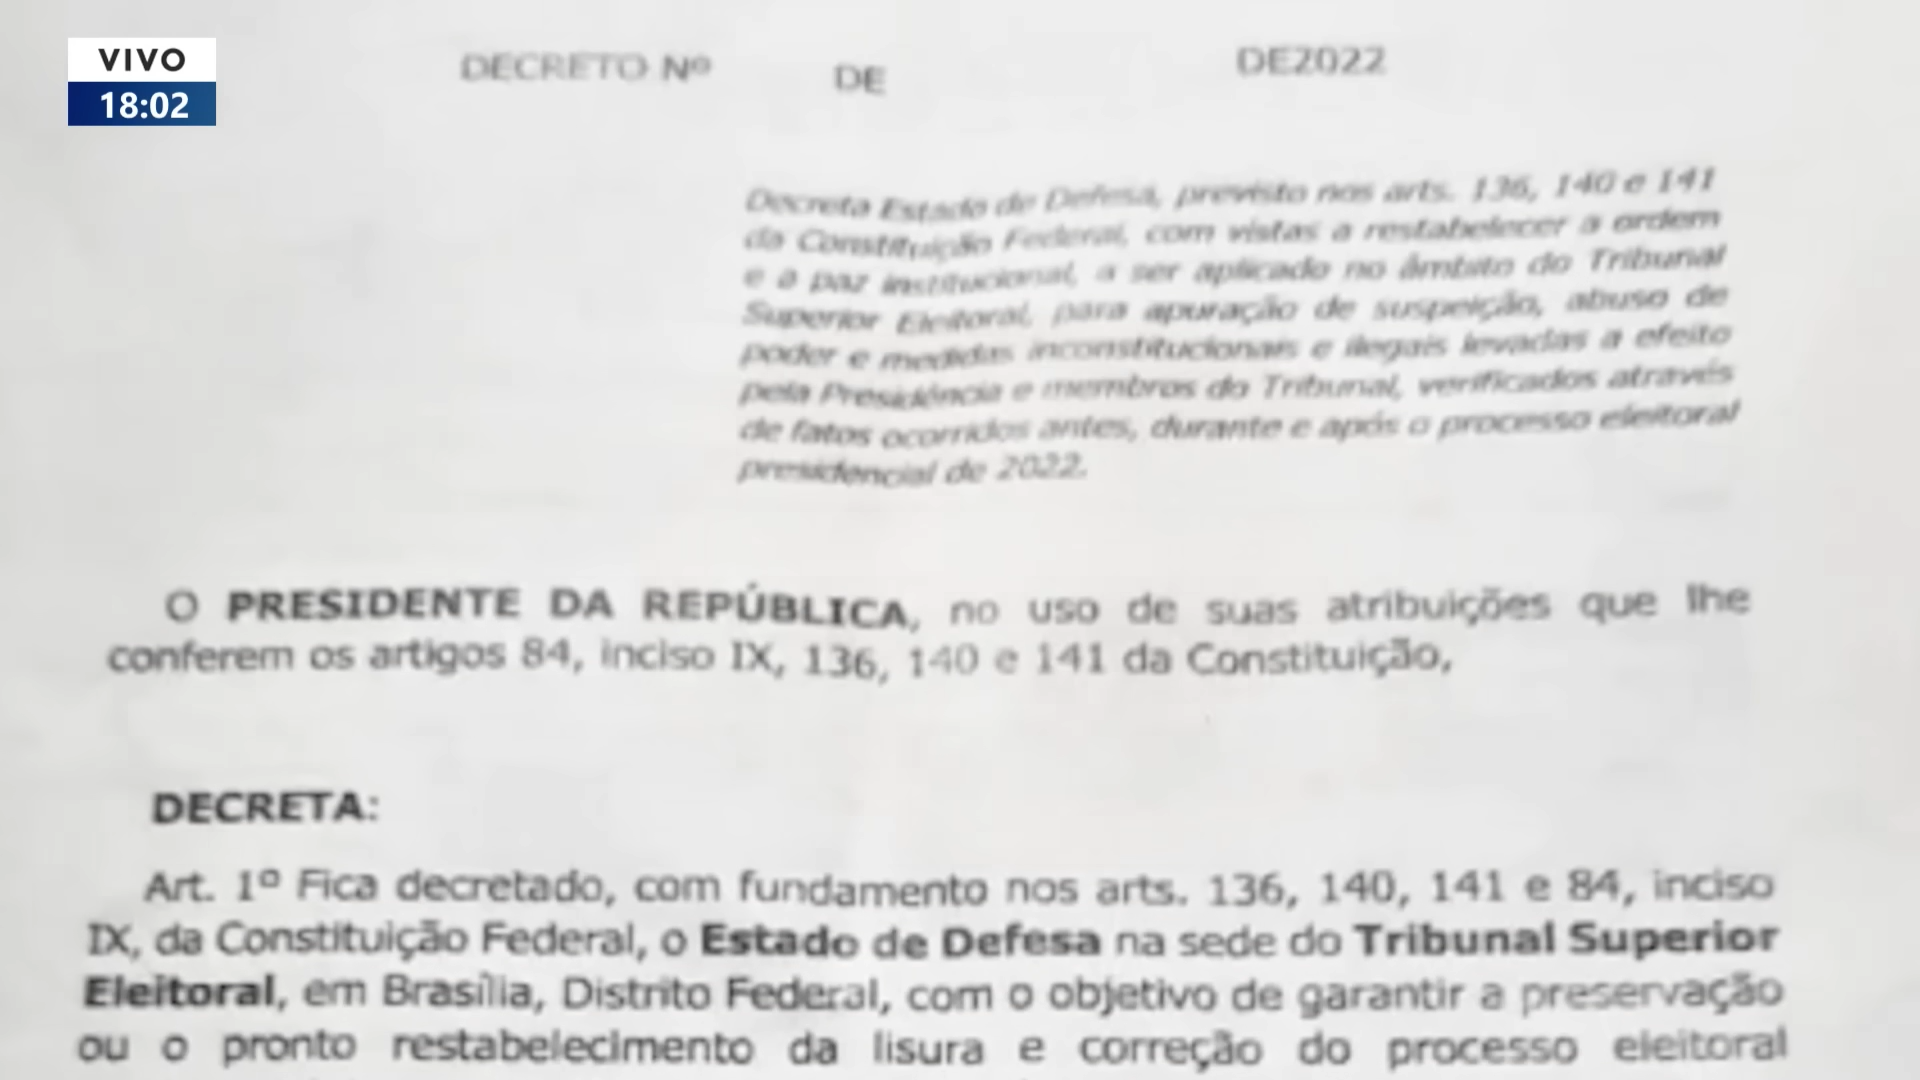 VIVO
18:02
DECRETO Nº DE DE2022
Decreta Estado de Defesa, previsto nos arts. 136, 140 e 141
da Constituição Federal, com vistas a restabelecer a ordem
e a paz institucional, a ser aplicado no âmbito do Tribunal
Superior Eleitoral, para apuração de suspeição, abuso de
poder e medidas inconstitucionais e ilegais levadas a efeito
pela Presidência e membros do Tribunal, verificados através
de fatos ocorridos antes, durante e após o processo eleitoral
presidencial de 2022.
O PRESIDENTE DA REPÚBLICA, no uso de suas atribuições que lhe
conferem os artigos 84, inciso IX, 136, 140 e 141 da Constituição,
DECRETA:
Art. 1º Fica decretado, com fundamento nos arts. 136, 140, 141 e 84, inciso
IX, da Constituição Federal, o Estado de Defesa na sede do Tribunal Superior
Eleitoral, em Brasília, Distrito Federal, com o objetivo de garantir a preservação
ou o pronto restabelecimento da lisura e correção do processo eleitoral